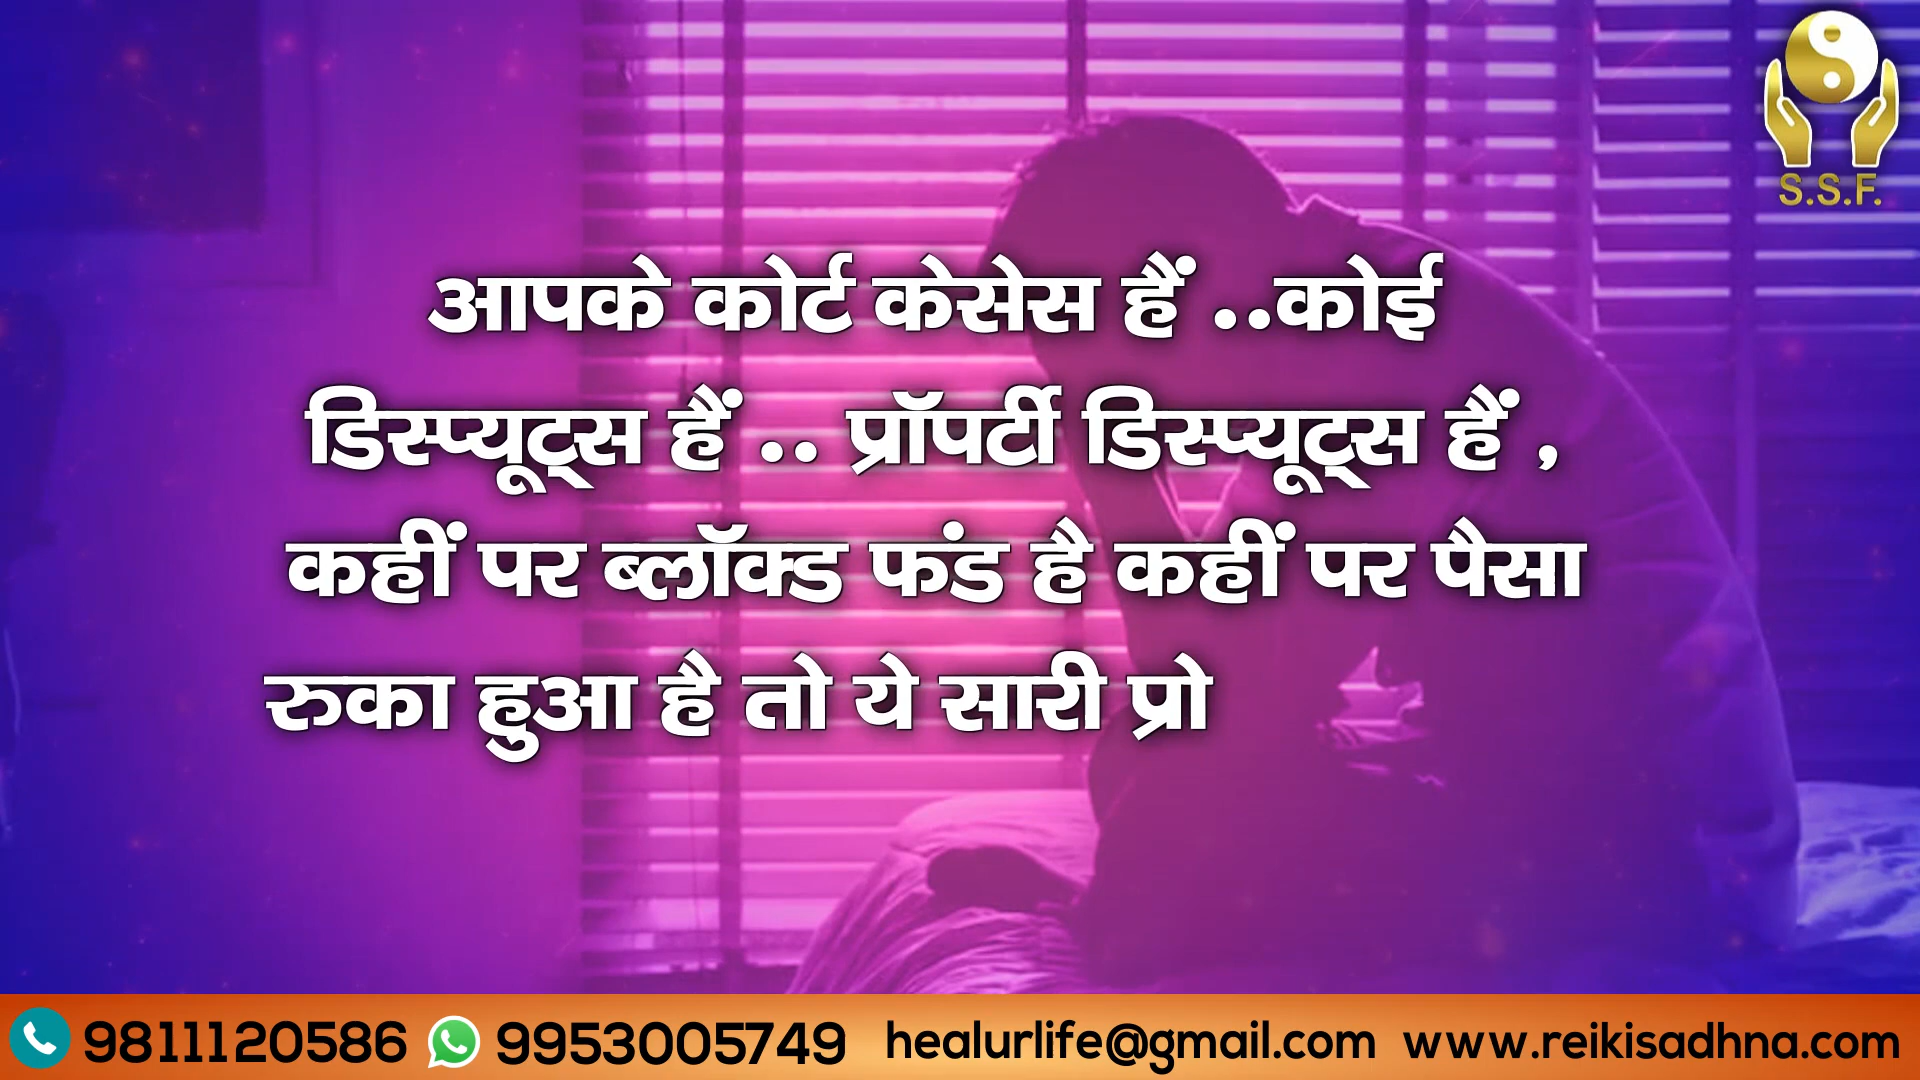 S.S.F.
आपके कोर्ट केसेस हैं ..कोई
डिस्प्यूट्स हैं .. प्रॉपर्टी डिस्प्यूट्स हैं ,
कहीं पर ब्लॉक्ड फंड है कहीं पर पैसा
रुका हुआ है तो ये सारी प्रो
9811120586 9953005749 healurlife@gmail.com www.reikisadhna.com